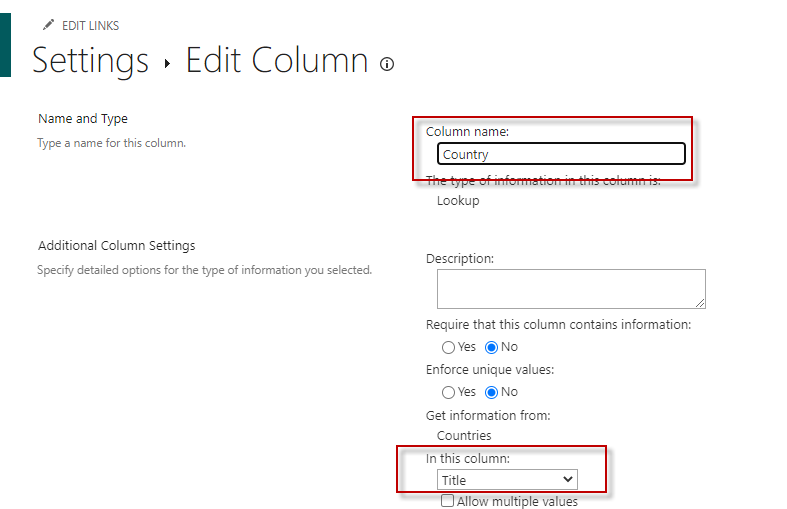 EDIT LINKS
Settings ▸ Edit Column
Name and Type
Type a name for this column.
Column name:
Country
The type of information in this column is:
Lookup
Additional Column Settings
Specify detailed options for the type of information you selected.
Description:
Require that this column contains information:
Yes No
Enforce unique values:
Yes No
Get information from:
Countries
In this column:
Title
Allow multiple values